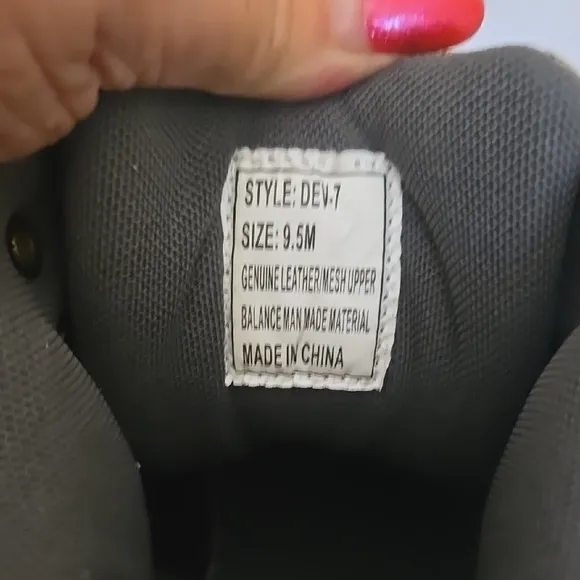 STYLE: DEV-7
SIZE: 9.5M
GENUINE LEATHER/MESH UPPER
BALANCE MAN MADE MATERIAL
MADE IN CHINA